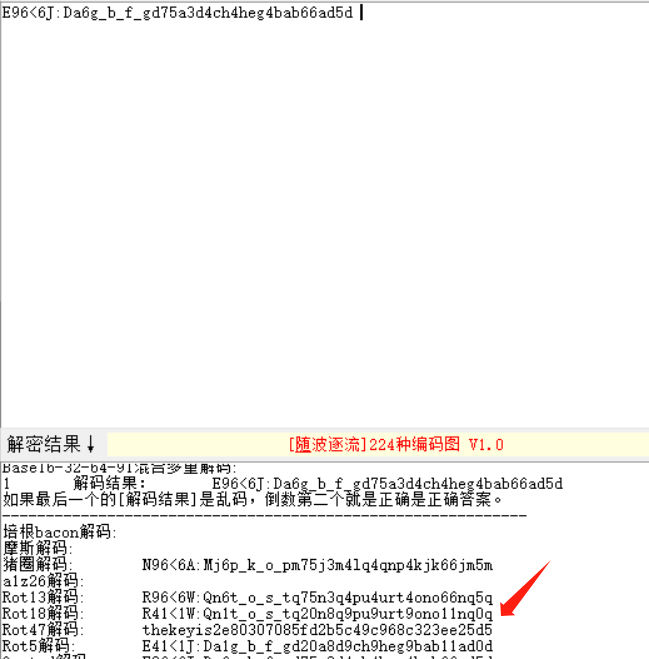 E96<6J:Da6g_b_f_gd75a3d4ch4heg4bab66ad5d
解密结果↓
[随波逐流]224种编码图 V1.0
Base16-32-64-91混合多重解码:
1 解码结果: E96<6J:Da6g_b_f_gd75a3d4ch4heg4bab66ad5d
如果最后一个的[解码结果]是乱码，倒数第二个就是正确是正确答案。
------------------------------------------------------------------
培根bacon解码:
摩斯解码:
猪圈解码: N96<6A:Mj6p_k_o_pm75j3m4lq4qnp4kjk66jm5m
a1z26解码:
Rot13解码: R96<6W:Qn6t_o_s_tq75n3q4pu4urt4ono66nq5q
Rot18解码: R41<1W:Qn1t_o_s_tq20n8q9pu9urt9ono11nq0q
Rot47解码: thekeyis2e80307085fd2b5c49c968c323ee25d5
Rot5解码: E41<1J:Da1g_b_f_gd20a8d9ch9heg9bab11ad0d